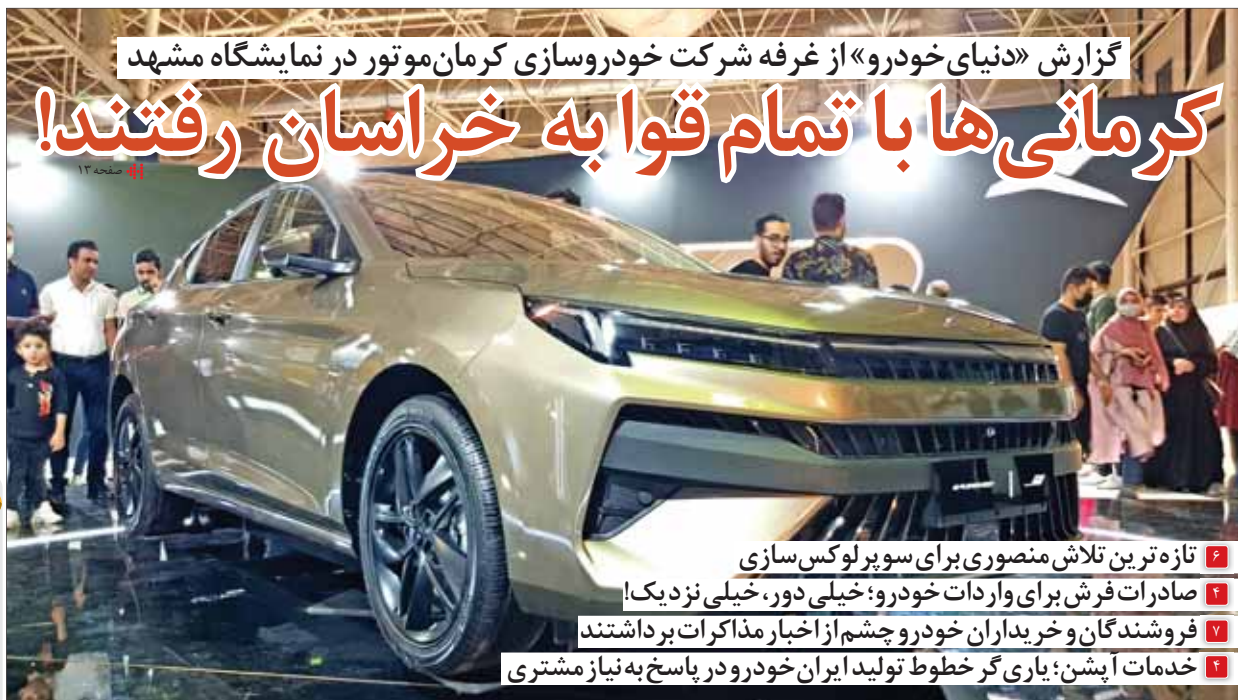 گزارش «دنیای‌خودرو» از غرفه شرکت خودروسازی کرمان‌موتور در نمایشگاه مشهد
کرمانی‌ها با تمام قوا به خراسان رفتند!
صفحه ۱۳
۶ تازه‌ترین تلاش منصوری برای سوپر لوکس‌سازی
۴ صادرات فرش برای واردات خودرو؛ خیلی دور، خیلی نزدیک!
۷ فروشندگان و خریداران خودرو چشم از اخبار مذاکرات برداشتند
۴ خدمات آپشن؛ یاری‌گر خطوط تولید ایران‌خودرو در پاسخ به نیاز مشتری